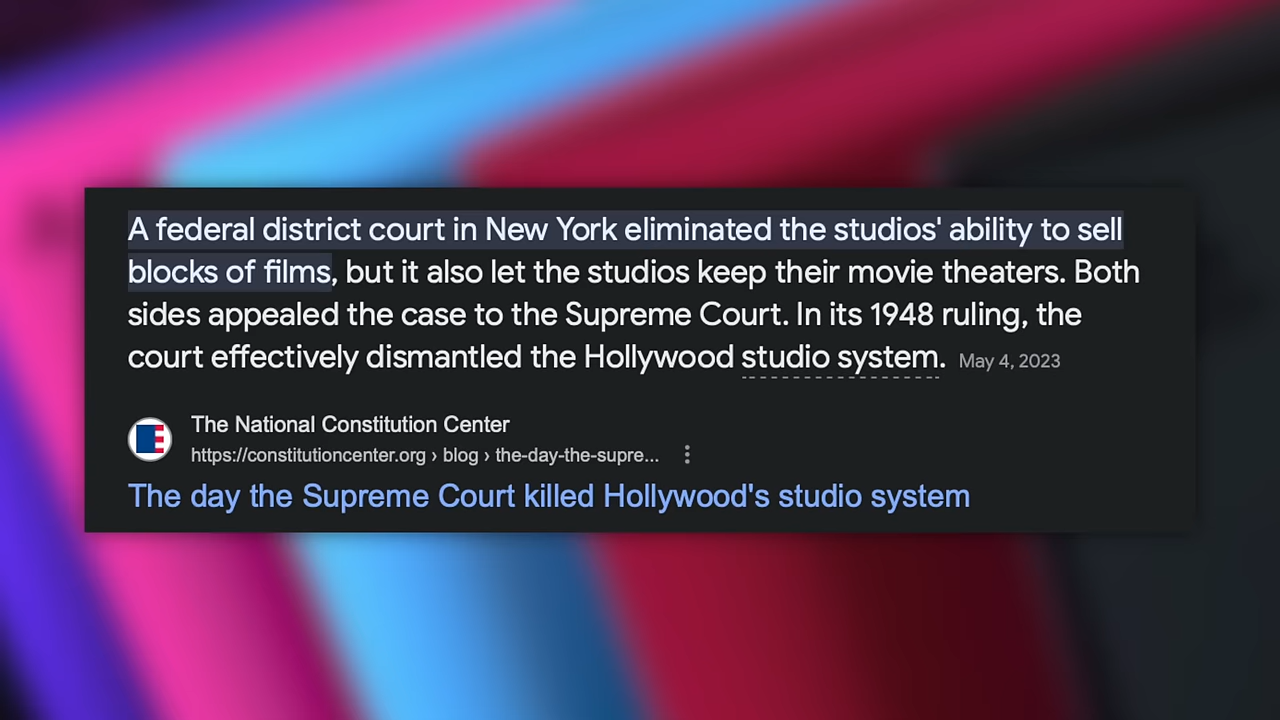 A federal district court in New York eliminated the studios' ability to sell
blocks of films, but it also let the studios keep their movie theaters. Both
sides appealed the case to the Supreme Court. In its 1948 ruling, the
court effectively dismantled the Hollywood studio system. May 4, 2023
The National Constitution Center
https://constitutioncenter.org › blog › the-day-the-supre...
The day the Supreme Court killed Hollywood's studio system